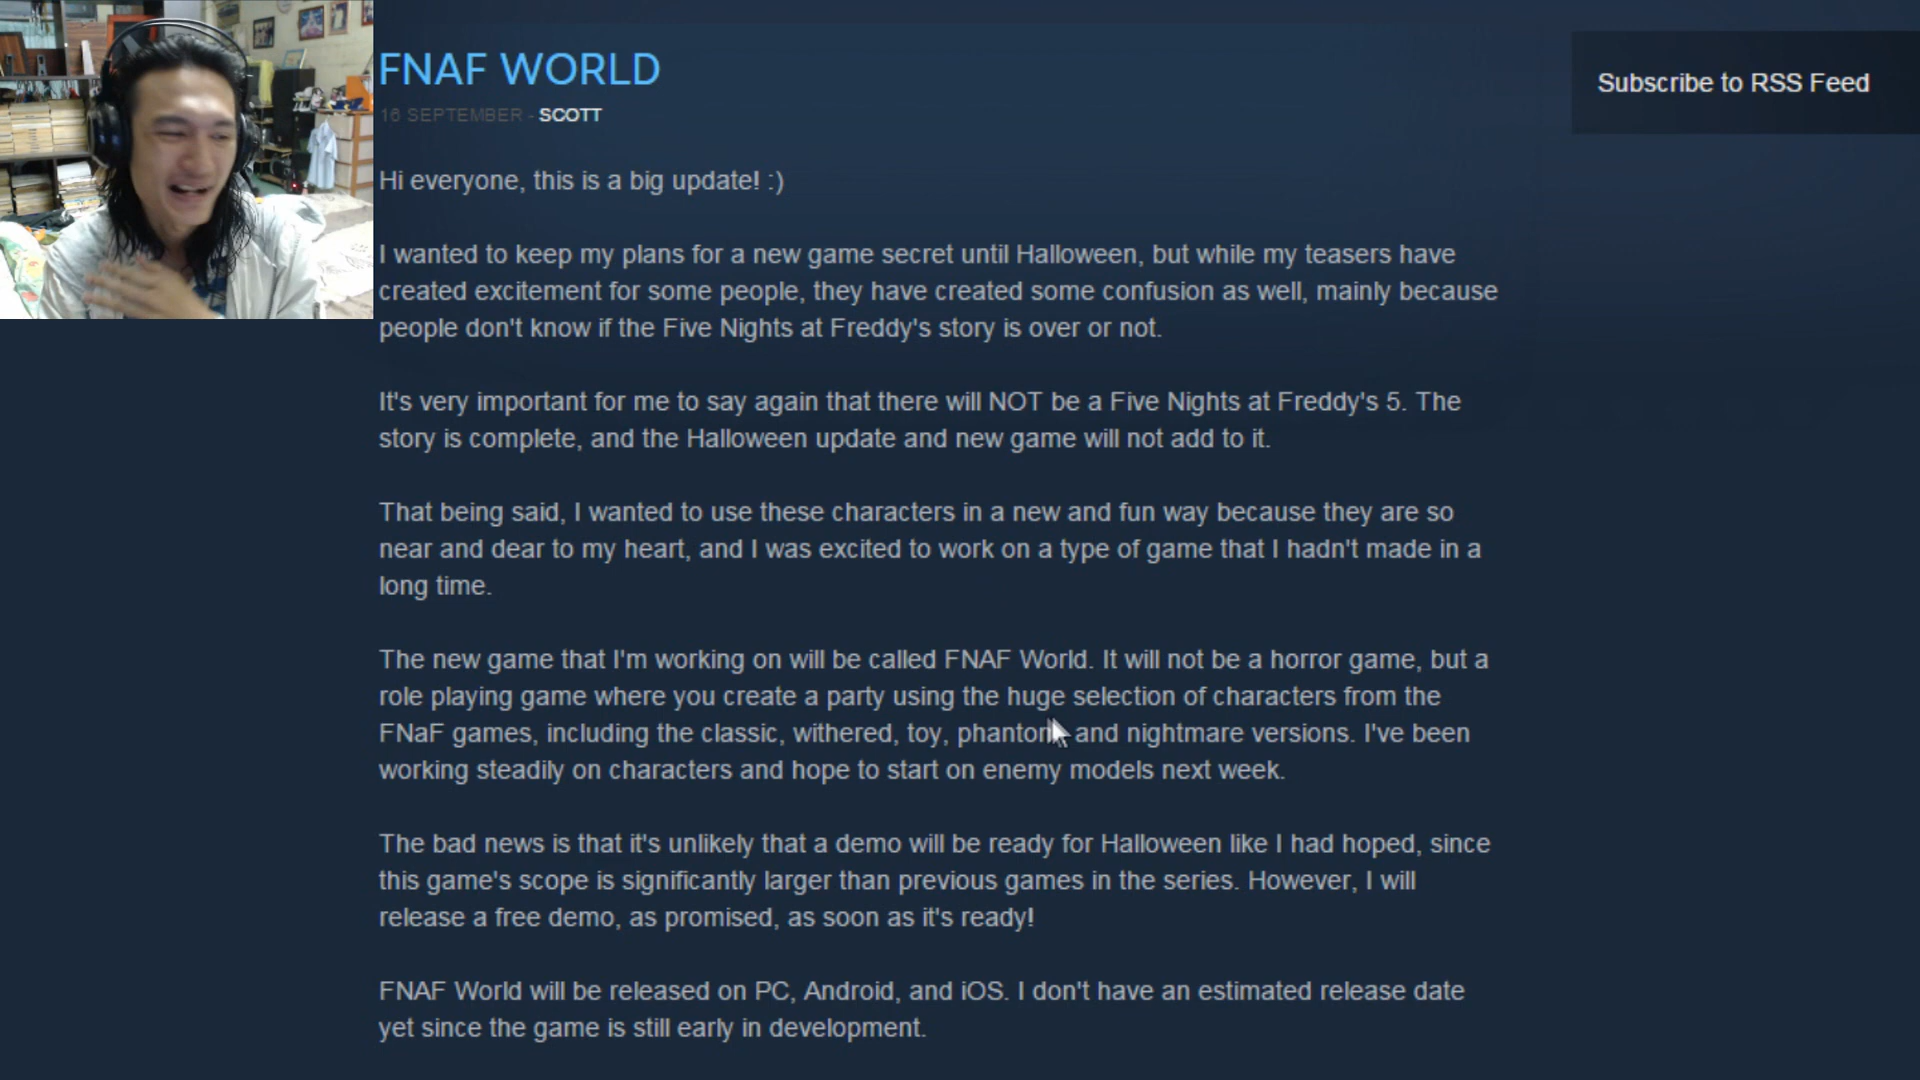 FNAF WORLD
16 SEPTEMBER - SCOTT
Subscribe to RSS Feed
Hi everyone, this is a big update! :)
I wanted to keep my plans for a new game secret until Halloween, but while my teasers have
created excitement for some people, they have created some confusion as well, mainly because
people don't know if the Five Nights at Freddy's story is over or not.
It's very important for me to say again that there will NOT be a Five Nights at Freddy's 5. The
story is complete, and the Halloween update and new game will not add to it.
That being said, I wanted to use these characters in a new and fun way because they are so
near and dear to my heart, and I was excited to work on a type of game that I hadn't made in a
long time.
The new game that I'm working on will be called FNAF World. It will not be a horror game, but a
role playing game where you create a party using the huge selection of characters from the
FNaF games, including the classic, withered, toy, phantom and nightmare versions. I've been
working steadily on characters and hope to start on enemy models next week.
The bad news is that it's unlikely that a demo will be ready for Halloween like I had hoped, since
this game's scope is significantly larger than previous games in the series. However, I will
release a free demo, as promised, as soon as it's ready!
FNAF World will be released on PC, Android, and iOS. I don't have an estimated release date
yet since the game is still early in development.